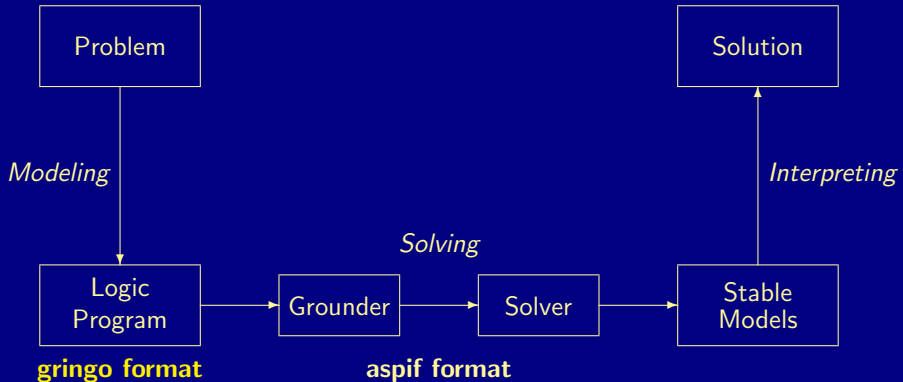 Problem
Solution
Modeling
Interpreting
Solving
Logic
Program
Grounder
Solver
Stable
Models
gringo format
aspif format